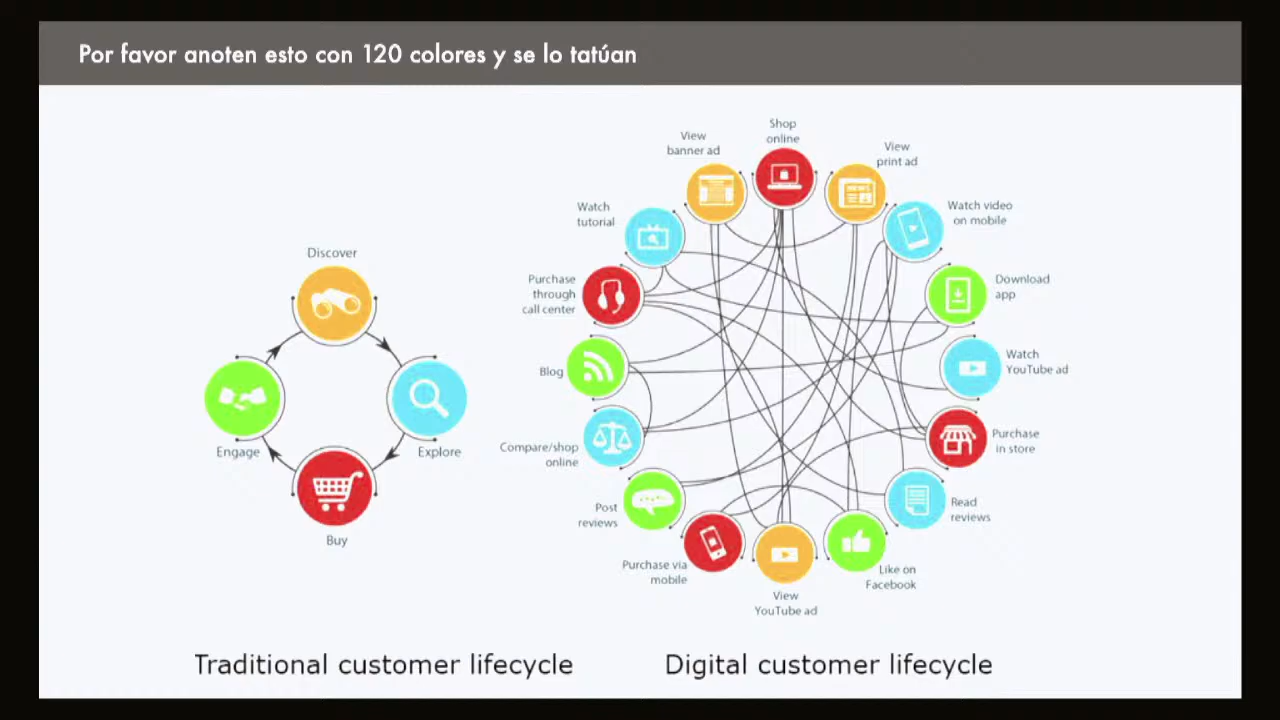 Por favor anoten esto con 120 colores y se lo tatúan
Discover
Explore
Buy
Engage
Traditional customer lifecycle
Shop
online
View
print ad
Watch video
on mobile
Download
app
Watch
YouTube ad
Purchase
in store
Read
reviews
Like on
Facebook
View
YouTube ad
Purchase via
mobile
Post
reviews
Compare/shop
online
Blog
Purchase
through
call center
Watch
tutorial
View
banner ad
NEWS
Digital customer lifecycle